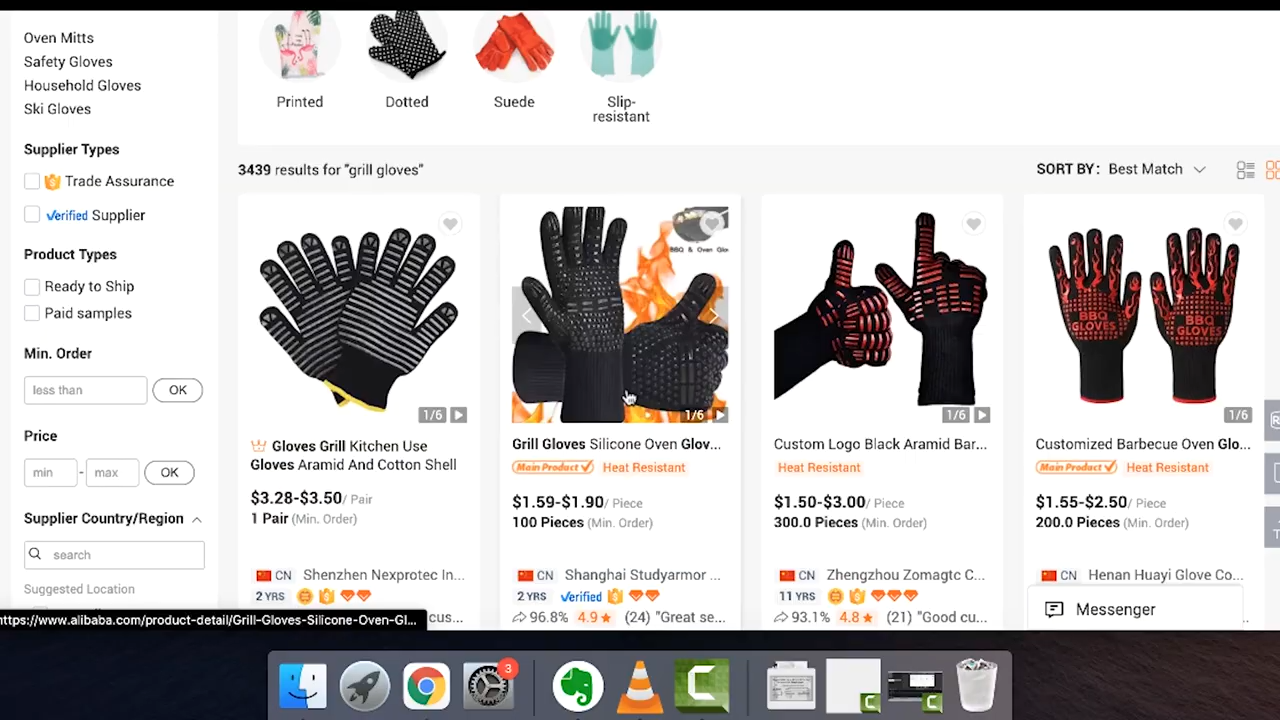 Oven Mitts
Safety Gloves
Household Gloves
Ski Gloves
Supplier Types
Trade Assurance
Verified Supplier
Product Types
Ready to Ship
Paid samples
Min. Order
less than
OK
Price
min
-
max
OK
Supplier Country/Region
search
Suggested Location
https://www.alibaba.com/product-detail/Grill-Gloves-Silicone-Oven-Gl...
Printed
Dotted
Suede
Slip-
resistant
3439 results for "grill gloves"
SORT BY: Best Match
1/6
Gloves Grill Kitchen Use
Gloves Aramid And Cotton Shell
$3.28-$3.50/ Pair
1 Pair (Min. Order)
CN Shenzhen Nexprotec In...
2 YRS
cus...
BBQ & Oven Glo
1/6
Grill Gloves Silicone Oven Glov...
Main Product Heat Resistant
$1.59-$1.90/ Piece
100 Pieces (Min. Order)
CN Shanghai Studyarmor ...
2 YRS Verified
96.8% 4.9 (24) "Great se...
1/6
Custom Logo Black Aramid Bar...
Heat Resistant
$1.50-$3.00/ Piece
300.0 Pieces (Min. Order)
CN Zhengzhou Zomagtc C...
11 YRS
93.1% 4.8 (21) "Good cu...
BBQ
GLOVES
BBQ
GLOVES
1/6
Customized Barbecue Oven Glo...
Main Product Heat Resistant
$1.55-$2.50/ Piece
200.0 Pieces (Min. Order)
CN Henan Huayi Glove Co...
Messenger
3